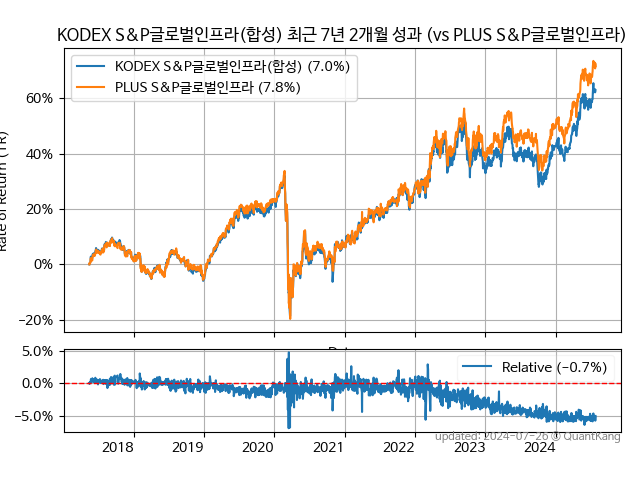 KODEX S&P글로벌인프라(합성) 최근 7년 2개월 성과 (vs PLUS S&P글로벌인프라)
KODEX S&P글로벌인프라(합성) (7.0%)
PLUS S&P글로벌인프라 (7.8%)
Rate of Return (TR)
60%
40%
20%
0%
−20%
5.0%
0.0%
−5.0%
Relative (−0.7%)
2018 2019 2020 2021 2022 2023 2024
updated: 2024-07-26 © QuantKang